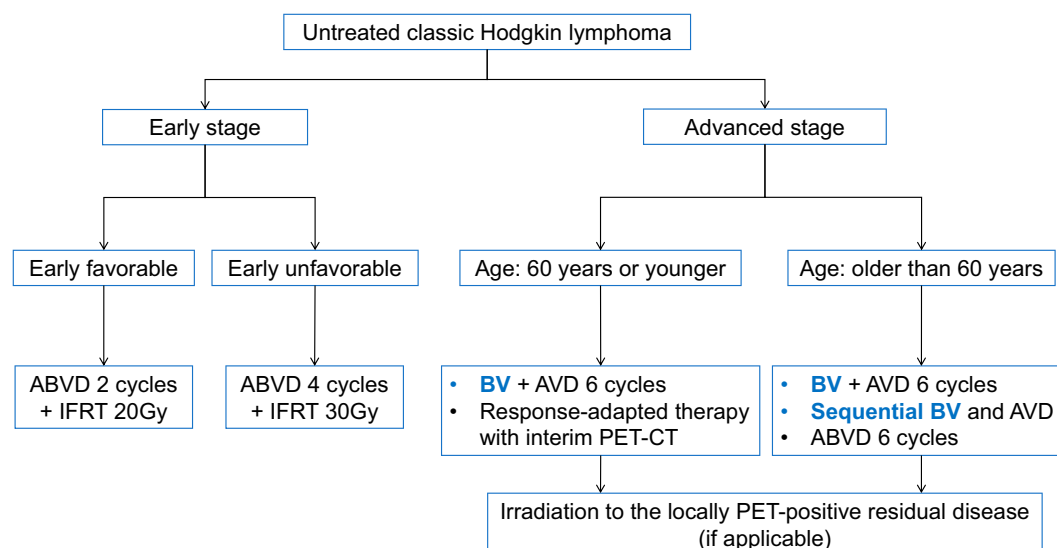 Untreated classic Hodgkin lymphoma
Early stage
Advanced stage
Early favorable
Early unfavorable
Age: 60 years or younger
Age: older than 60 years
ABVD 2 cycles
+ IFRT 20Gy
ABVD 4 cycles
+ IFRT 30Gy
• BV + AVD 6 cycles
• Response-adapted therapy
with interim PET-CT
• BV + AVD 6 cycles
• Sequential BV and AVD
• ABVD 6 cycles
Irradiation to the locally PET-positive residual disease
(if applicable)